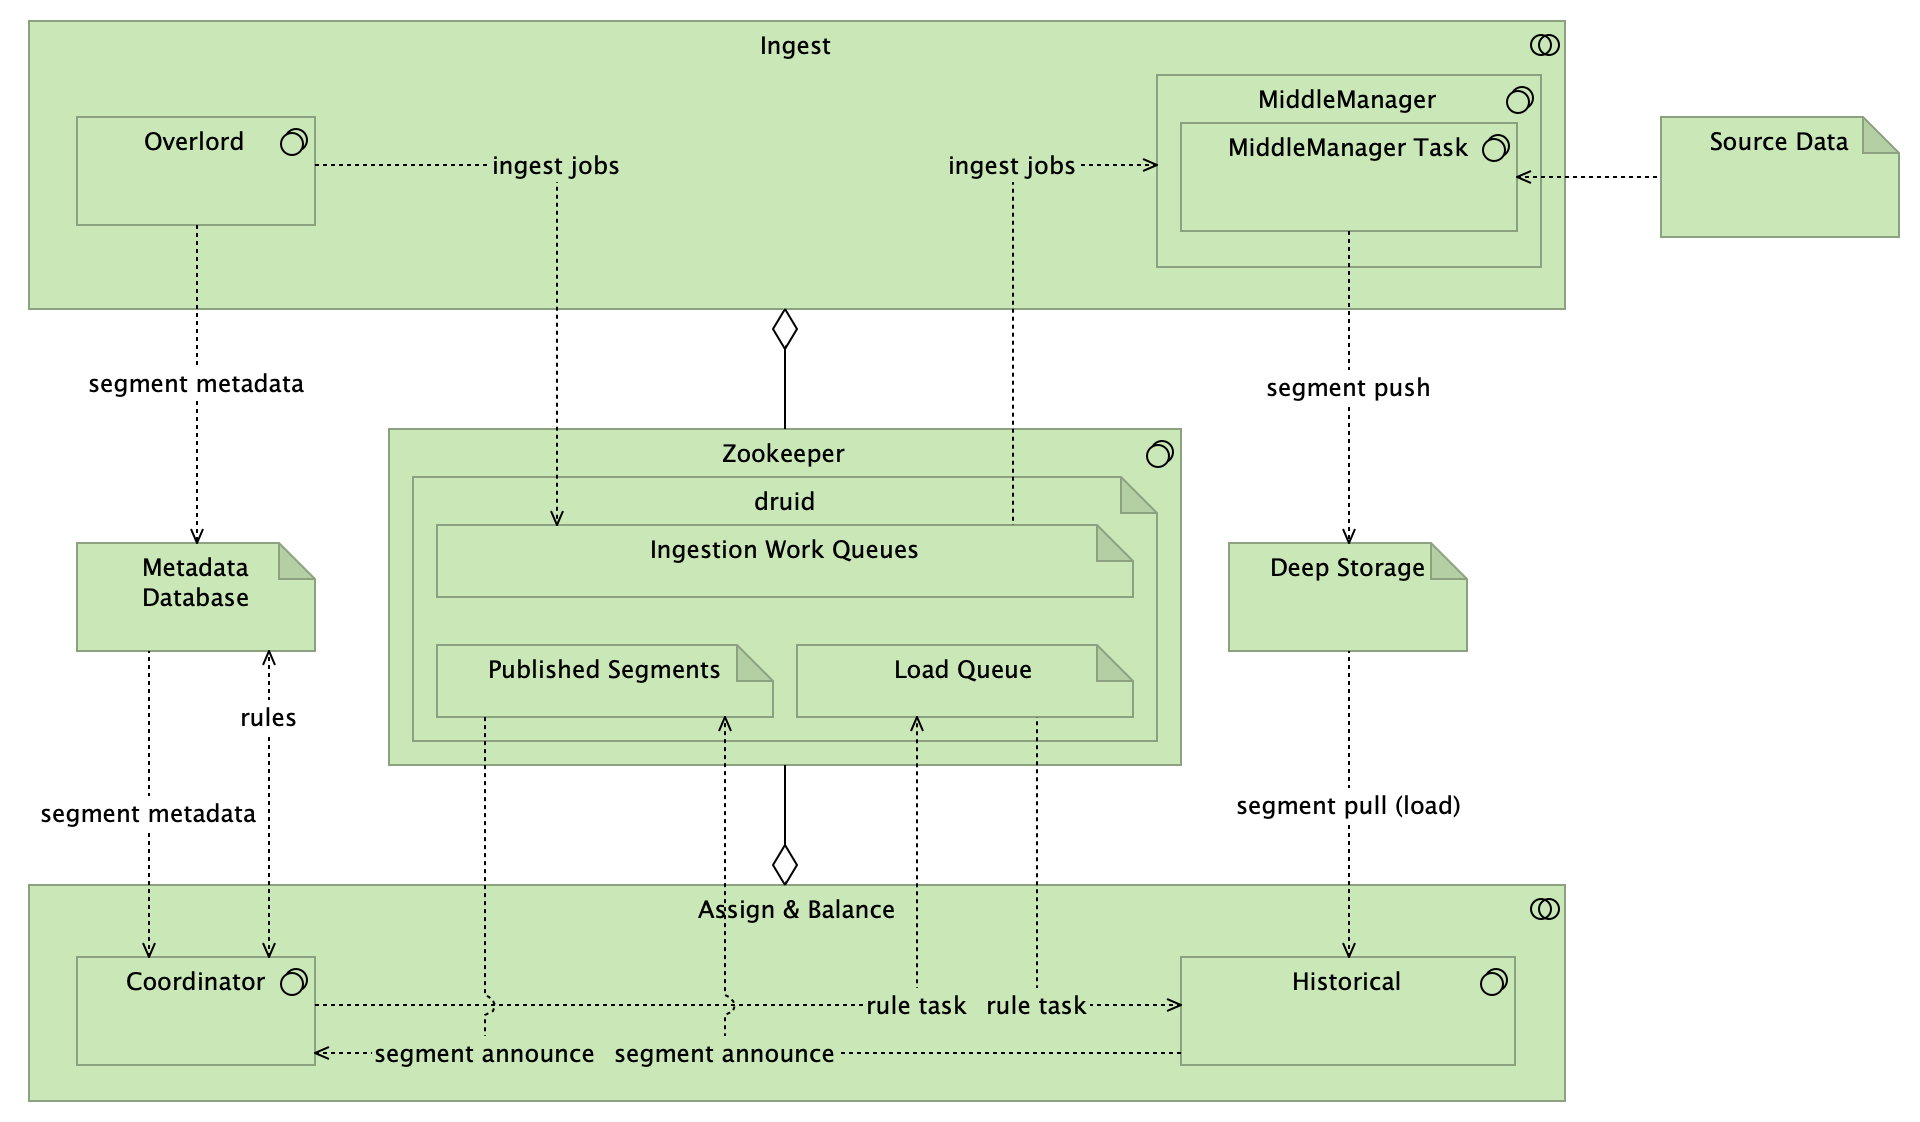 Ingest
MiddleManager
Overlord
MiddleManager Task
Source Data
ingest jobs
ingest jobs
segment metadata
segment push
Zookeeper
druid
Ingestion Work Queues
Metadata
Database
Deep Storage
Published Segments
Load Queue
rules
segment metadata
segment pull (load)
Assign & Balance
Coordinator
Historical
rule task
rule task
segment announce
segment announce